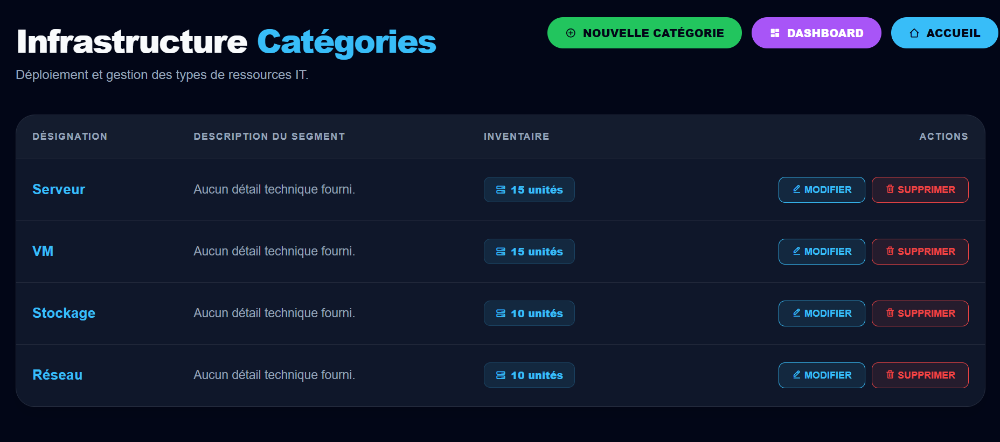 Infrastructure Catégories
NOUVELLE CATÉGORIE
DASHBOARD
ACCUEIL
Déploiement et gestion des types de ressources IT.
DÉSIGNATION DESCRIPTION DU SEGMENT INVENTAIRE ACTIONS
Serveur Aucun détail technique fourni. 15 unités MODIFIER SUPPRIMER
VM Aucun détail technique fourni. 15 unités MODIFIER SUPPRIMER
Stockage Aucun détail technique fourni. 10 unités MODIFIER SUPPRIMER
Réseau Aucun détail technique fourni. 10 unités MODIFIER SUPPRIMER